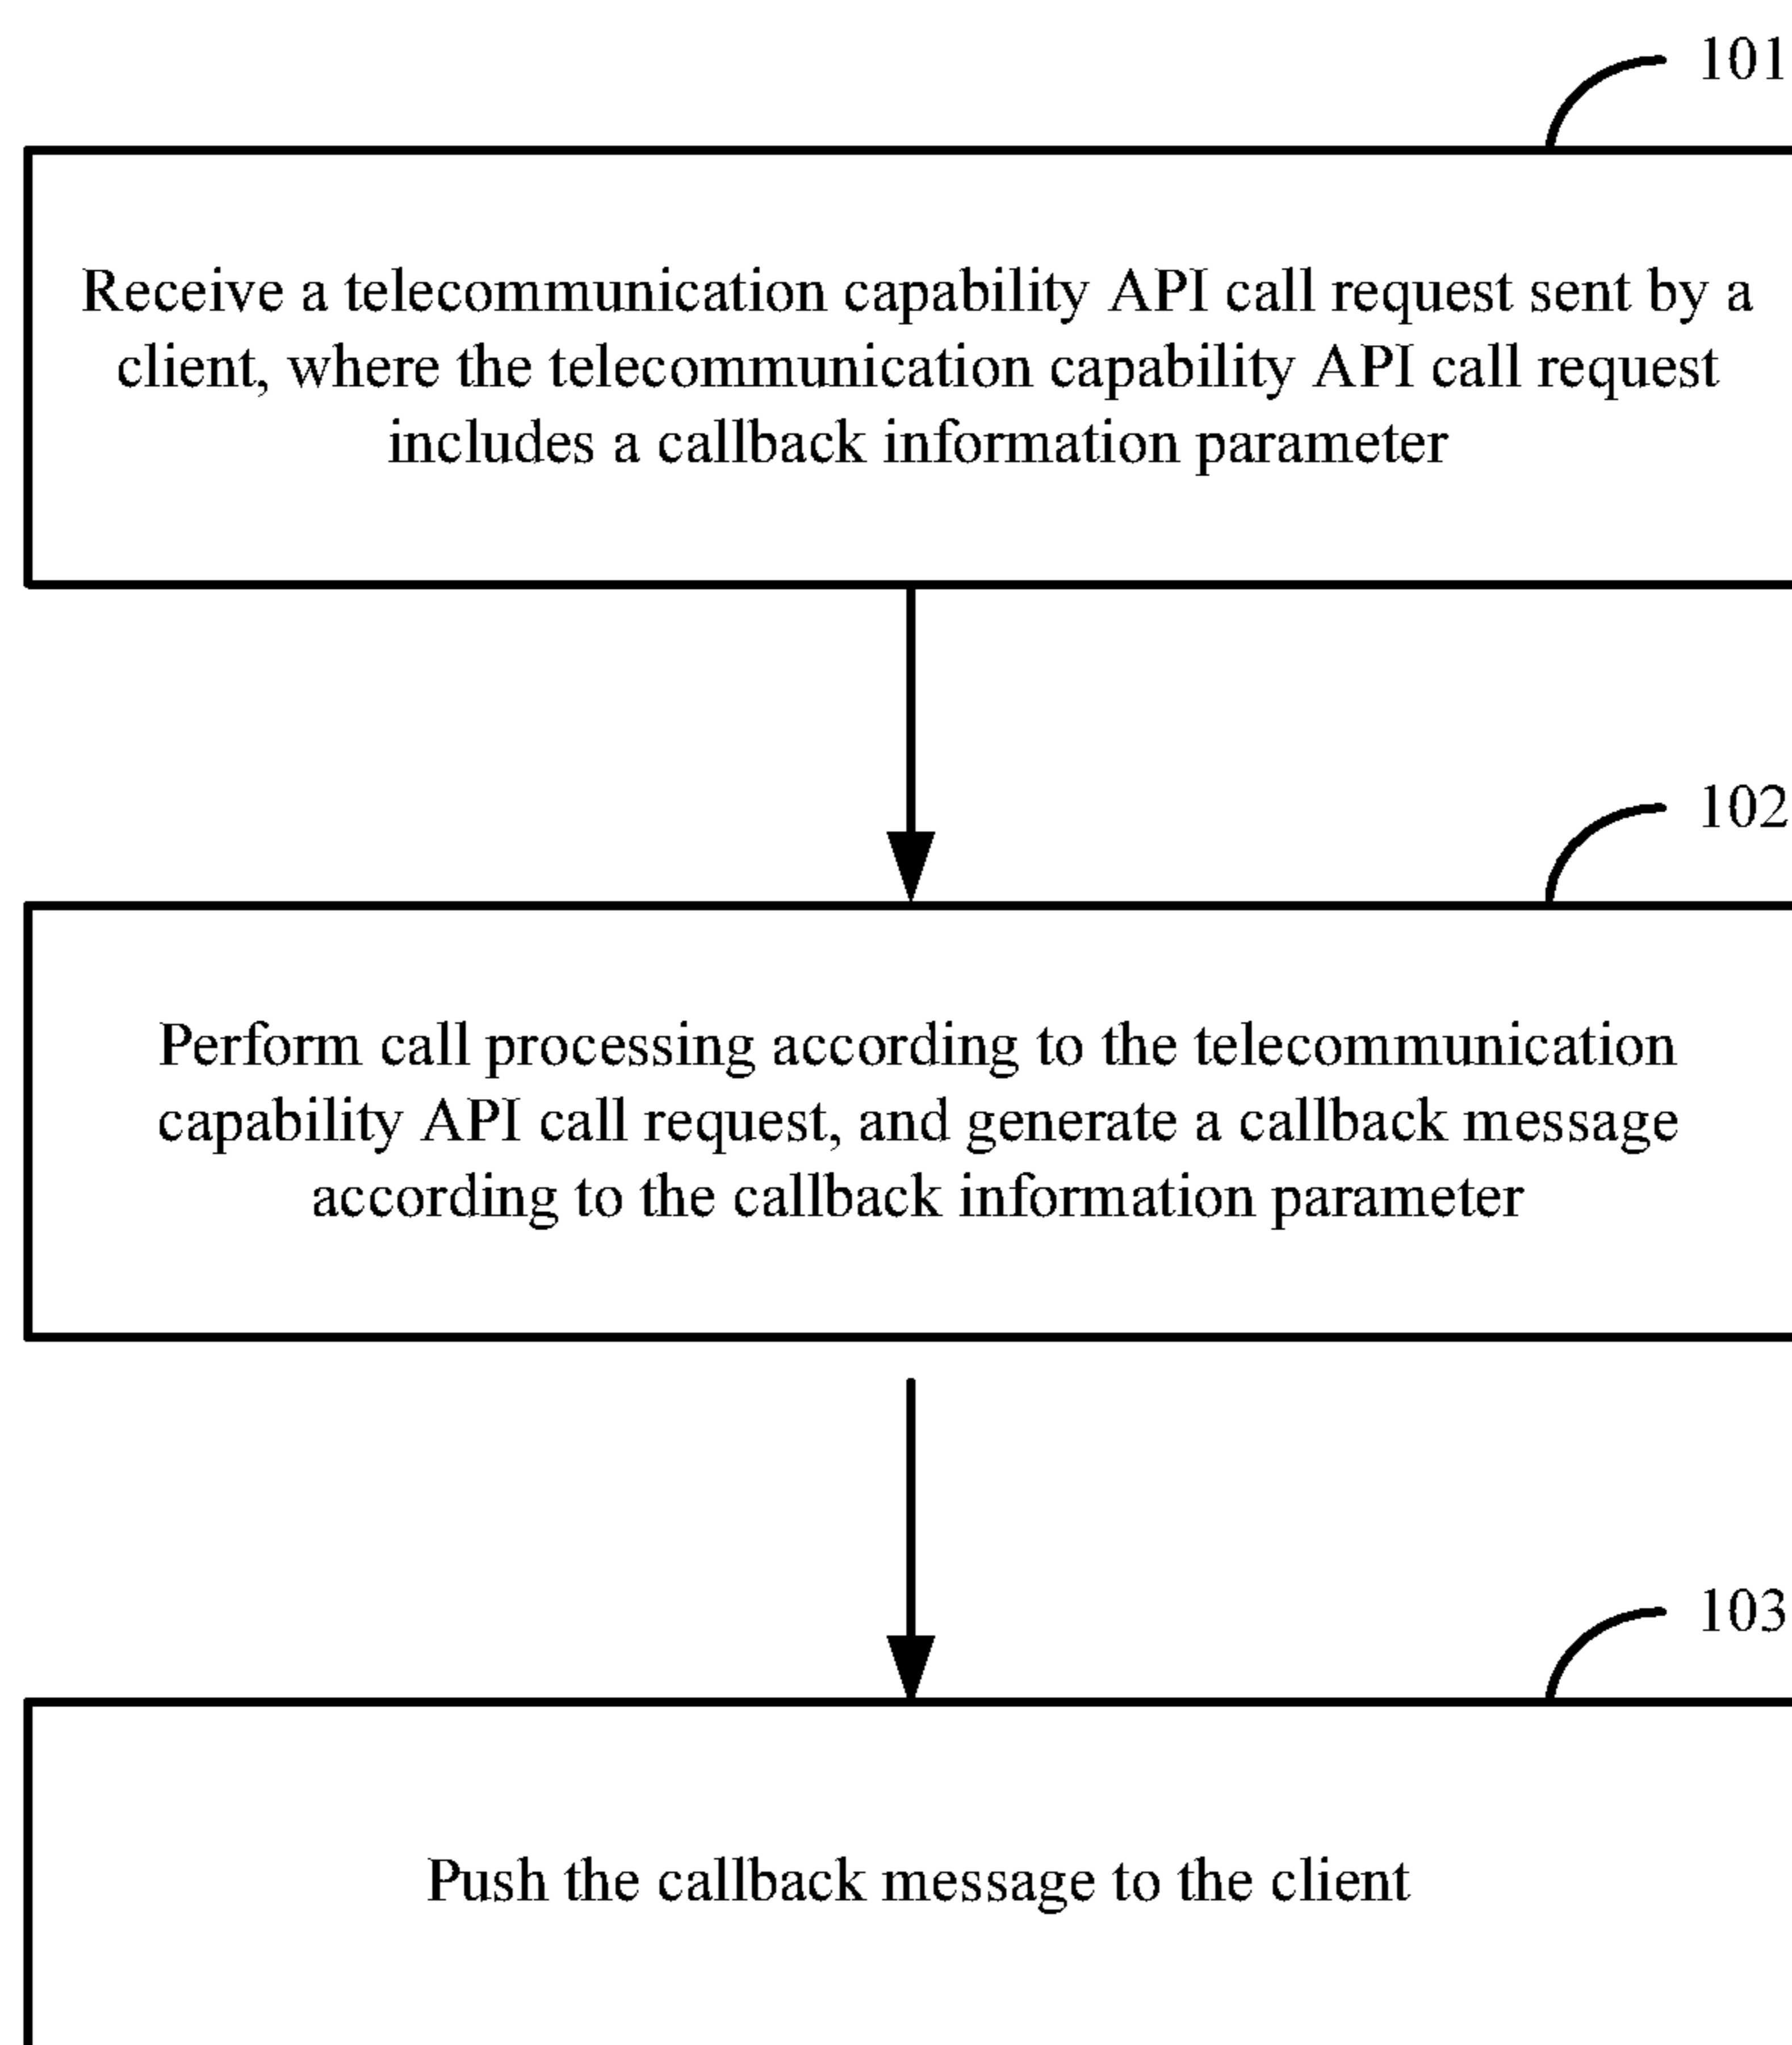 101
Receive a telecommunication capability API call request sent by a
client, where the telecommunication capability API call request
includes a callback information parameter
102
Perform call processing according to the telecommunication
capability API call request, and generate a callback message
according to the callback information parameter
103
Push the callback message to the client